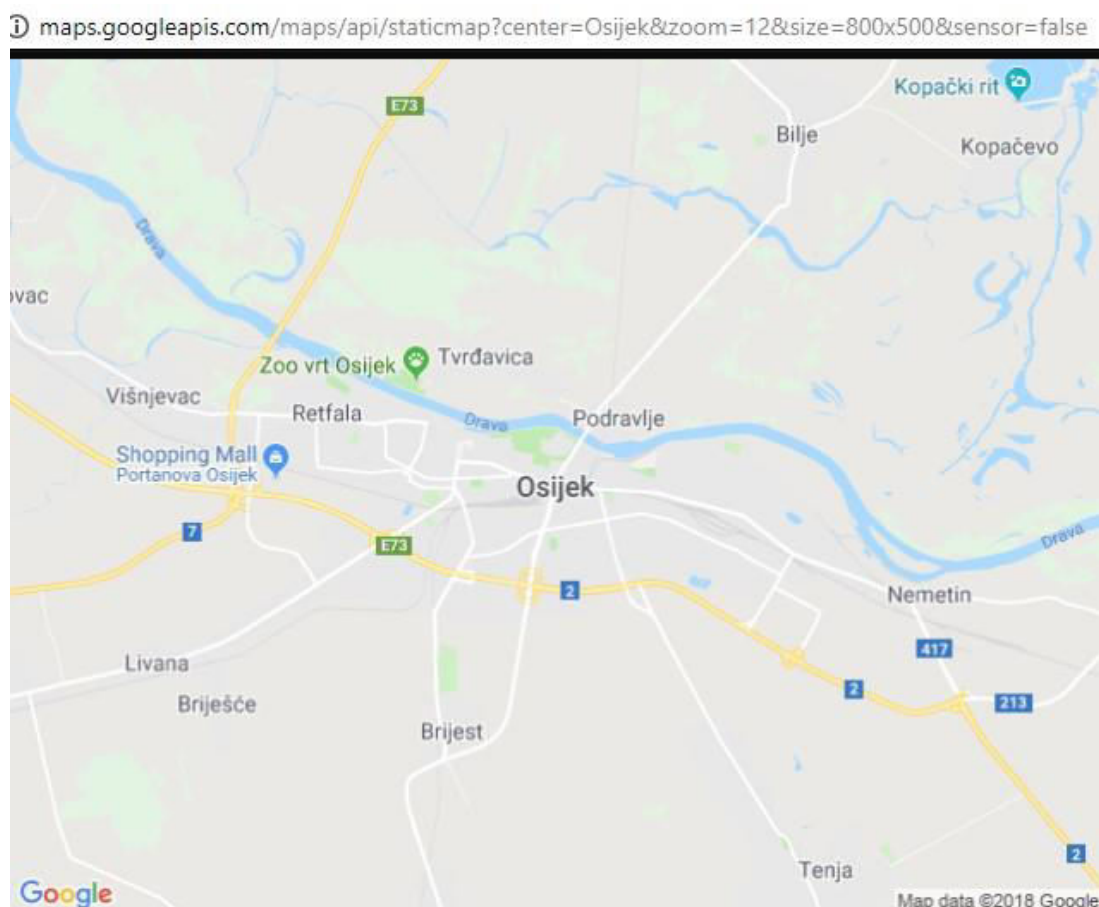 maps.googleapis.com/maps/api/staticmap?center=Osijek&zoom=12&size=800x500&sensor=false
Kopački rit
E73
Bilje
Kopačevo
Drava
ovac
Zoo vrt Osijek
Tvrđavica
Višnjevac
Retfala
Drava
Podravlje
Shopping Mall
Portanova Osijek
Osijek
7
E73
Drava
2
Nemetin
417
Livana
2
Briješće
213
Brijest
2
Tenja
Google
Map data ©2018 Google